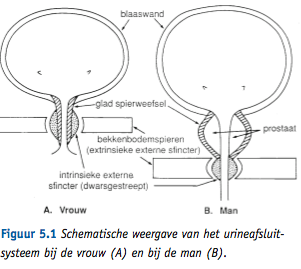 blaaswand
glad spierweefsel
prostaat
bekkenbodemspieren
(extrinsieke externe sfincter)
intrinsieke externe
sfincter (dwarsgestreept)
A. Vrouw
B. Man
Figuur 5.1 Schematische weergave van het urineafsluit-
systeem bij de vrouw (A) en bij de man (B).